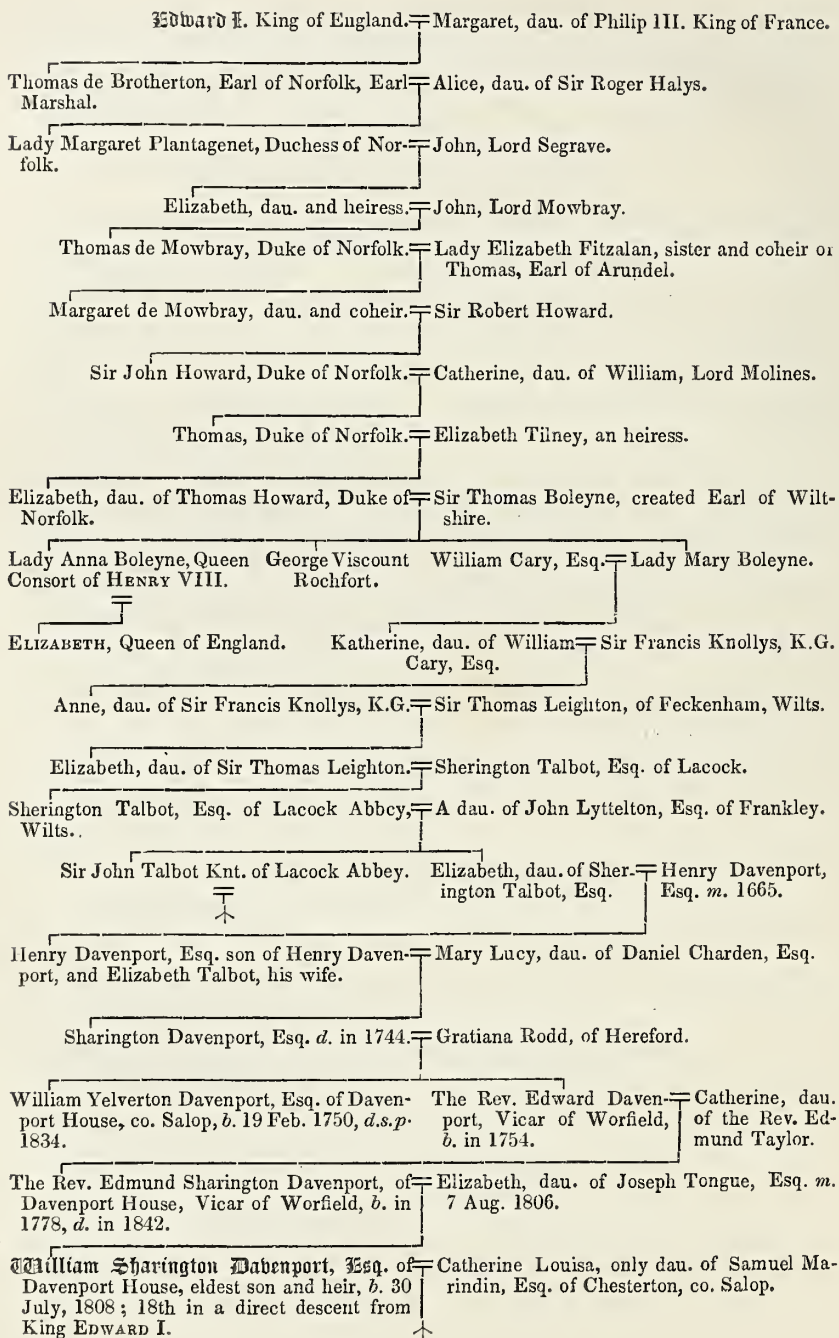 Edward I. King of England. Margaret, dau. of Philip III. King of France.
Thomas de Brotherton, Earl of Norfolk, Earl Marshal.
Alice, dau. of Sir Roger Halys.
Lady Margaret Plantagenet, Duchess of Nor-
folk.
John, Lord Segrave.
Elizabeth, dau. and heiress. John, Lord Mowbray.
Thomas de Mowbray, Duke of Norfolk.
Lady Elizabeth Fitzalan, sister and coheir or
Thomas, Earl of Arundel.
Margaret de Mowbray, dau. and coheir. Sir Robert Howard.
Sir John Howard, Duke of Norfolk. Catherine, dau. of William, Lord Molines.
Thomas, Duke of Norfolk. Elizabeth Tilney, an heiress.
Elizabeth, dau. of Thomas Howard, Duke of
Norfolk.
Sir Thomas Boleyne, created Earl of Wilt-
shire.
Lady Anna Boleyne, Queen
Consort of HENRY VIII.
George Viscount
Rochfort.
William Cary, Esq. Lady Mary Boleyne.
ELIZABETH, Queen of England.
Katherine, dau. of William
Cary, Esq.
Sir Francis Knollys, K.G.
Anne, dau. of Sir Francis Knollys, K.G. Sir Thomas Leighton, of Feckenham, Wilts.
Elizabeth, dau. of Sir Thomas Leighton. Sherington Talbot, Esq. of Lacock.
Sherington Talbot, Esq. of Lacock Abbey,
Wilts.
A dau. of John Lyttelton, Esq. of Frankley.
Sir John Talbot Knt. of Lacock Abbey.
Elizabeth, dau. of Sher-
ington Talbot, Esq.
Henry Davenport,
Esq. m. 1665.
Henry Davenport, Esq. son of Henry Daven-
port, and Elizabeth Talbot, his wife.
Mary Lucy, dau. of Daniel Charden, Esq.
Sharington Davenport, Esq. d. in 1744. Gratiana Rodd, of Hereford.
William Yelverton Davenport, Esq. of Daven-
port House, co. Salop, b. 19 Feb. 1750, d.s.p.
1834.
The Rev. Edward Daven-
port, Vicar of Worfield,
b. in 1754.
Catherine, dau.
of the Rev. Ed-
mund Taylor.
The Rev. Edmund Sharington Davenport, of
Davenport House, Vicar of Worfield, b. in
1778, d. in 1842.
Elizabeth, dau. of Joseph Tongue, Esq. m.
7 Aug. 1806.
William Sharington Davenport, Esq. of
Davenport House, eldest son and heir, b. 30
July, 1808; 18th in a direct descent from
King EDWARD I.
Catherine Louisa, only dau. of Samuel Ma-
rindin, Esq. of Chesterton, co. Salop.